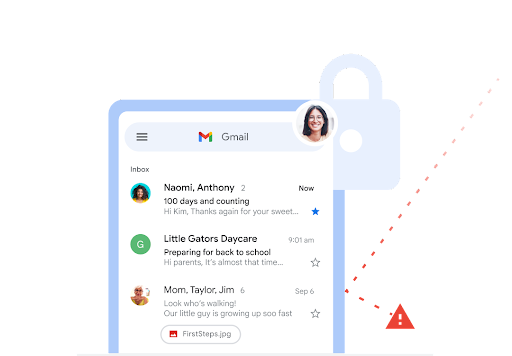 Gmail
Inbox
Naomi, Anthony 2 Now
100 days and counting
Hi Kim, Thanks again for your sweet...
G
Little Gators Daycare 9:01 am
Preparing for back to school
Hi parents, It's almost that time...
Mom, Taylor, Jim 6 Sep 6
Look who's walking!
Our little guy is growing up soo fast
FirstSteps.jpg